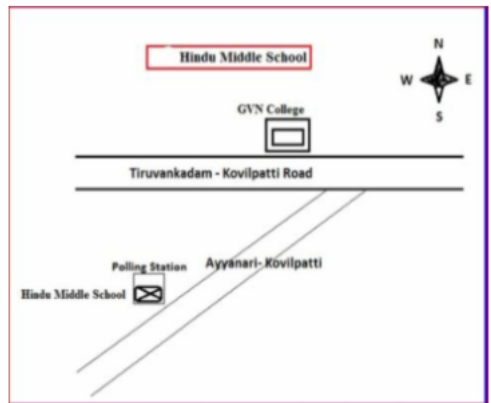 Hindu Middle School
N
W E
S
GVN College
Tiruvankadam - Kovilpatti Road
Ayyanari- Kovilpatti
Polling Station
Hindu Middle School